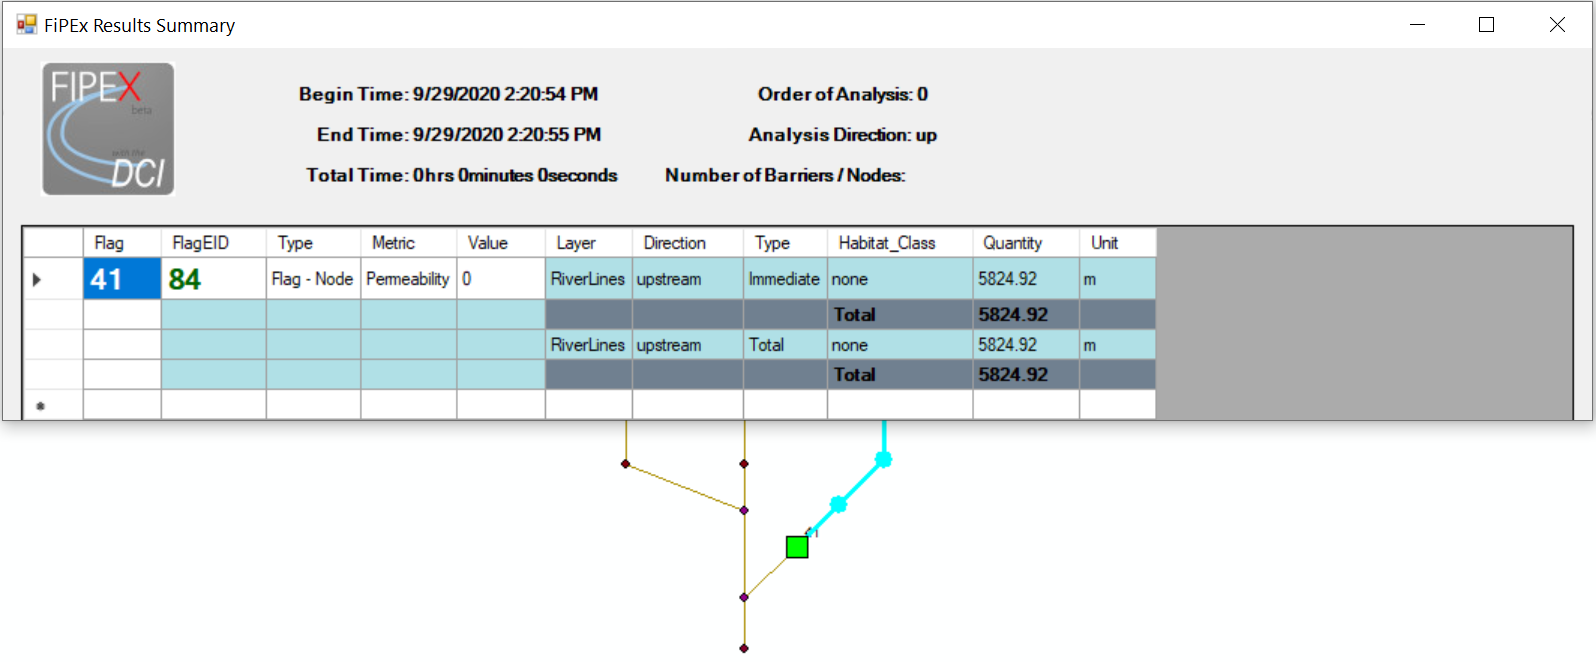 FiPEx Results Summary
FIPEX
beta
with the
DCI
Begin Time: 9/29/2020 2:20:54 PM
Order of Analysis: 0
End Time: 9/29/2020 2:20:55 PM
Analysis Direction: up
Total Time: 0hrs 0minutes 0seconds
Number of Barriers / Nodes:
Flag FlagEID Type Metric Value Layer Direction Type Habitat_Class Quantity Unit
41 84 Flag - Node Permeability 0 RiverLines upstream Immediate none 5824.92 m
Total 5824.92
RiverLines upstream Total none 5824.92 m
Total 5824.92